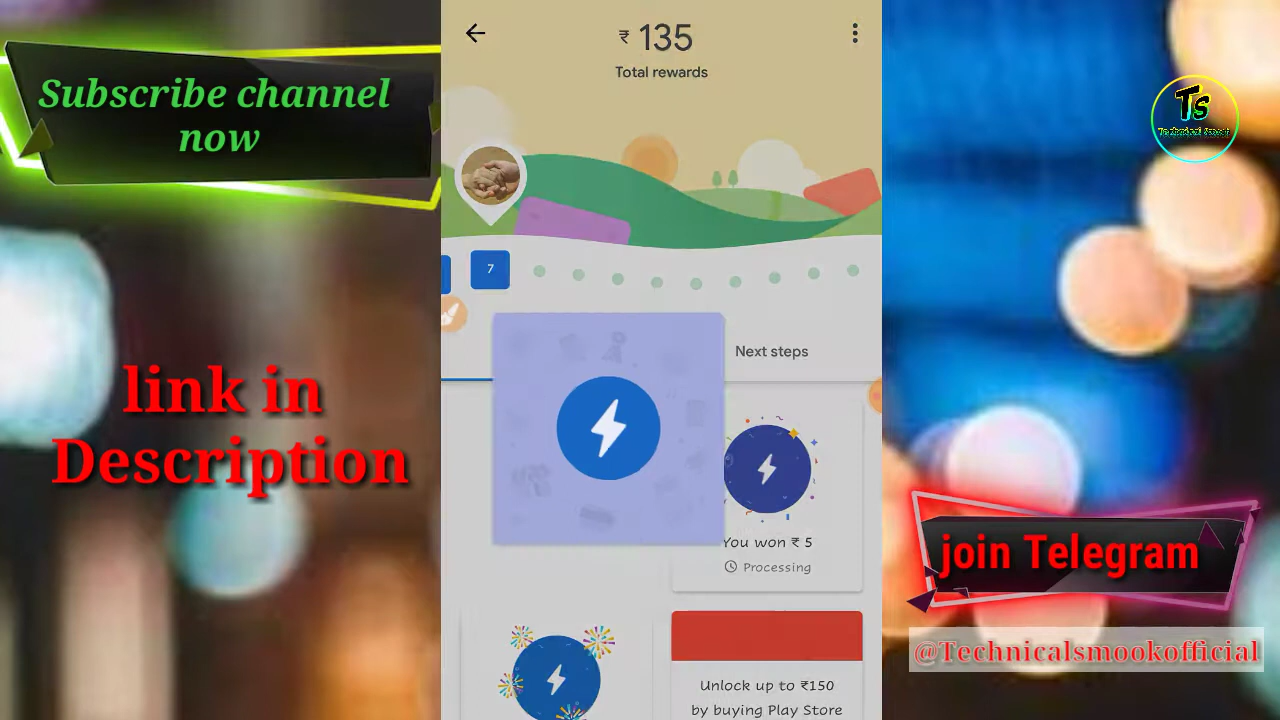 Subscribe channel
now
link in
Description
₹ 135
Total rewards
7
Next steps
You won ₹ 5
Processing
Unlock up to ₹150
by buying Play Store
Ts
join Telegram
@Technicalsmookofficial